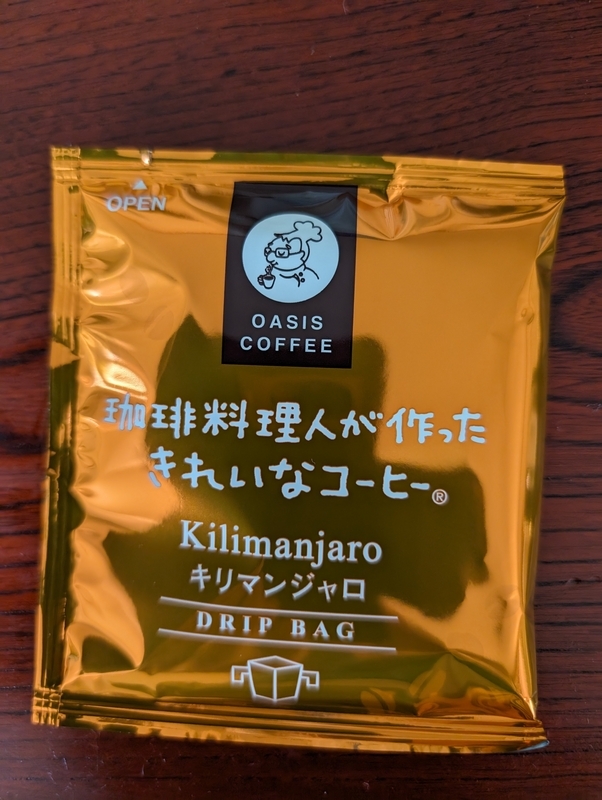 OPEN
OASIS
COFFEE
珈琲料理人が作った
きれいなコーヒー®
Kilimanjaro
キリマンジャロ
DRIP BAG